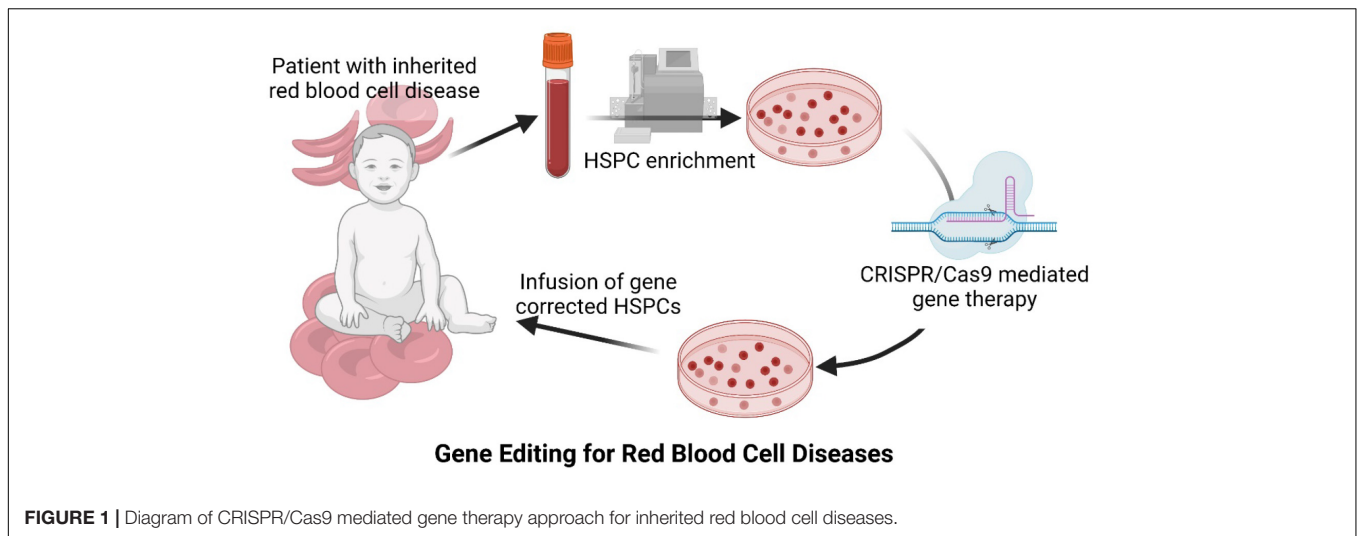 Patient with inherited
red blood cell disease
HSPC enrichment
CRISPR/Cas9 mediated
gene therapy
Infusion of gene
corrected HSPCs
Gene Editing for Red Blood Cell Diseases
FIGURE 1 | Diagram of CRISPR/Cas9 mediated gene therapy approach for inherited red blood cell diseases.